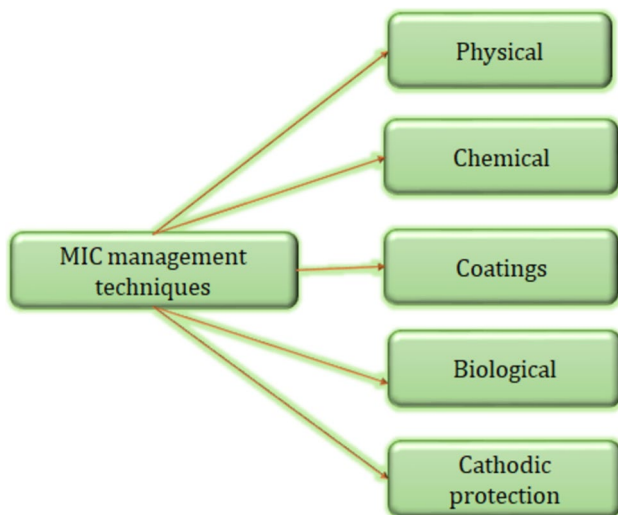 Physical
Chemical
MIC management
techniques
Coatings
Biological
Cathodic
protection